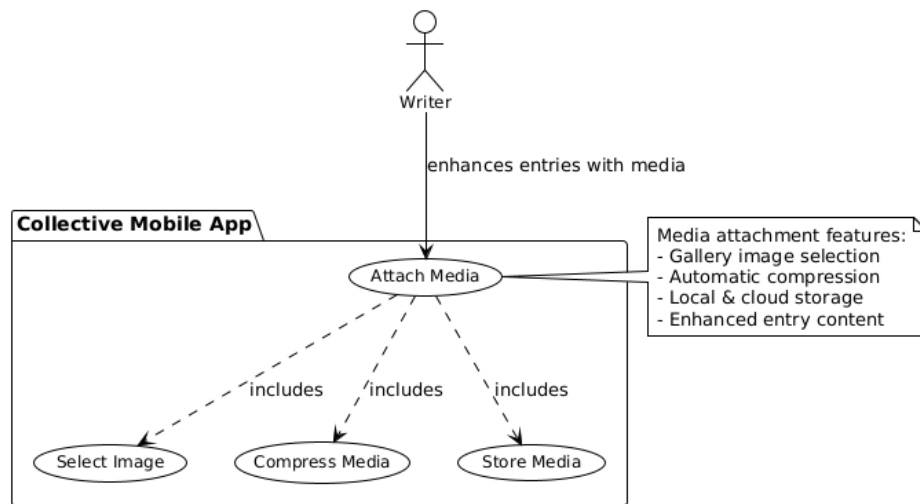 Writer
enhances entries with media
Collective Mobile App
Media attachment features:
- Gallery image selection
- Automatic compression
- Local & cloud storage
- Enhanced entry content
Attach Media
includes
includes
includes
Select Image
Compress Media
Store Media